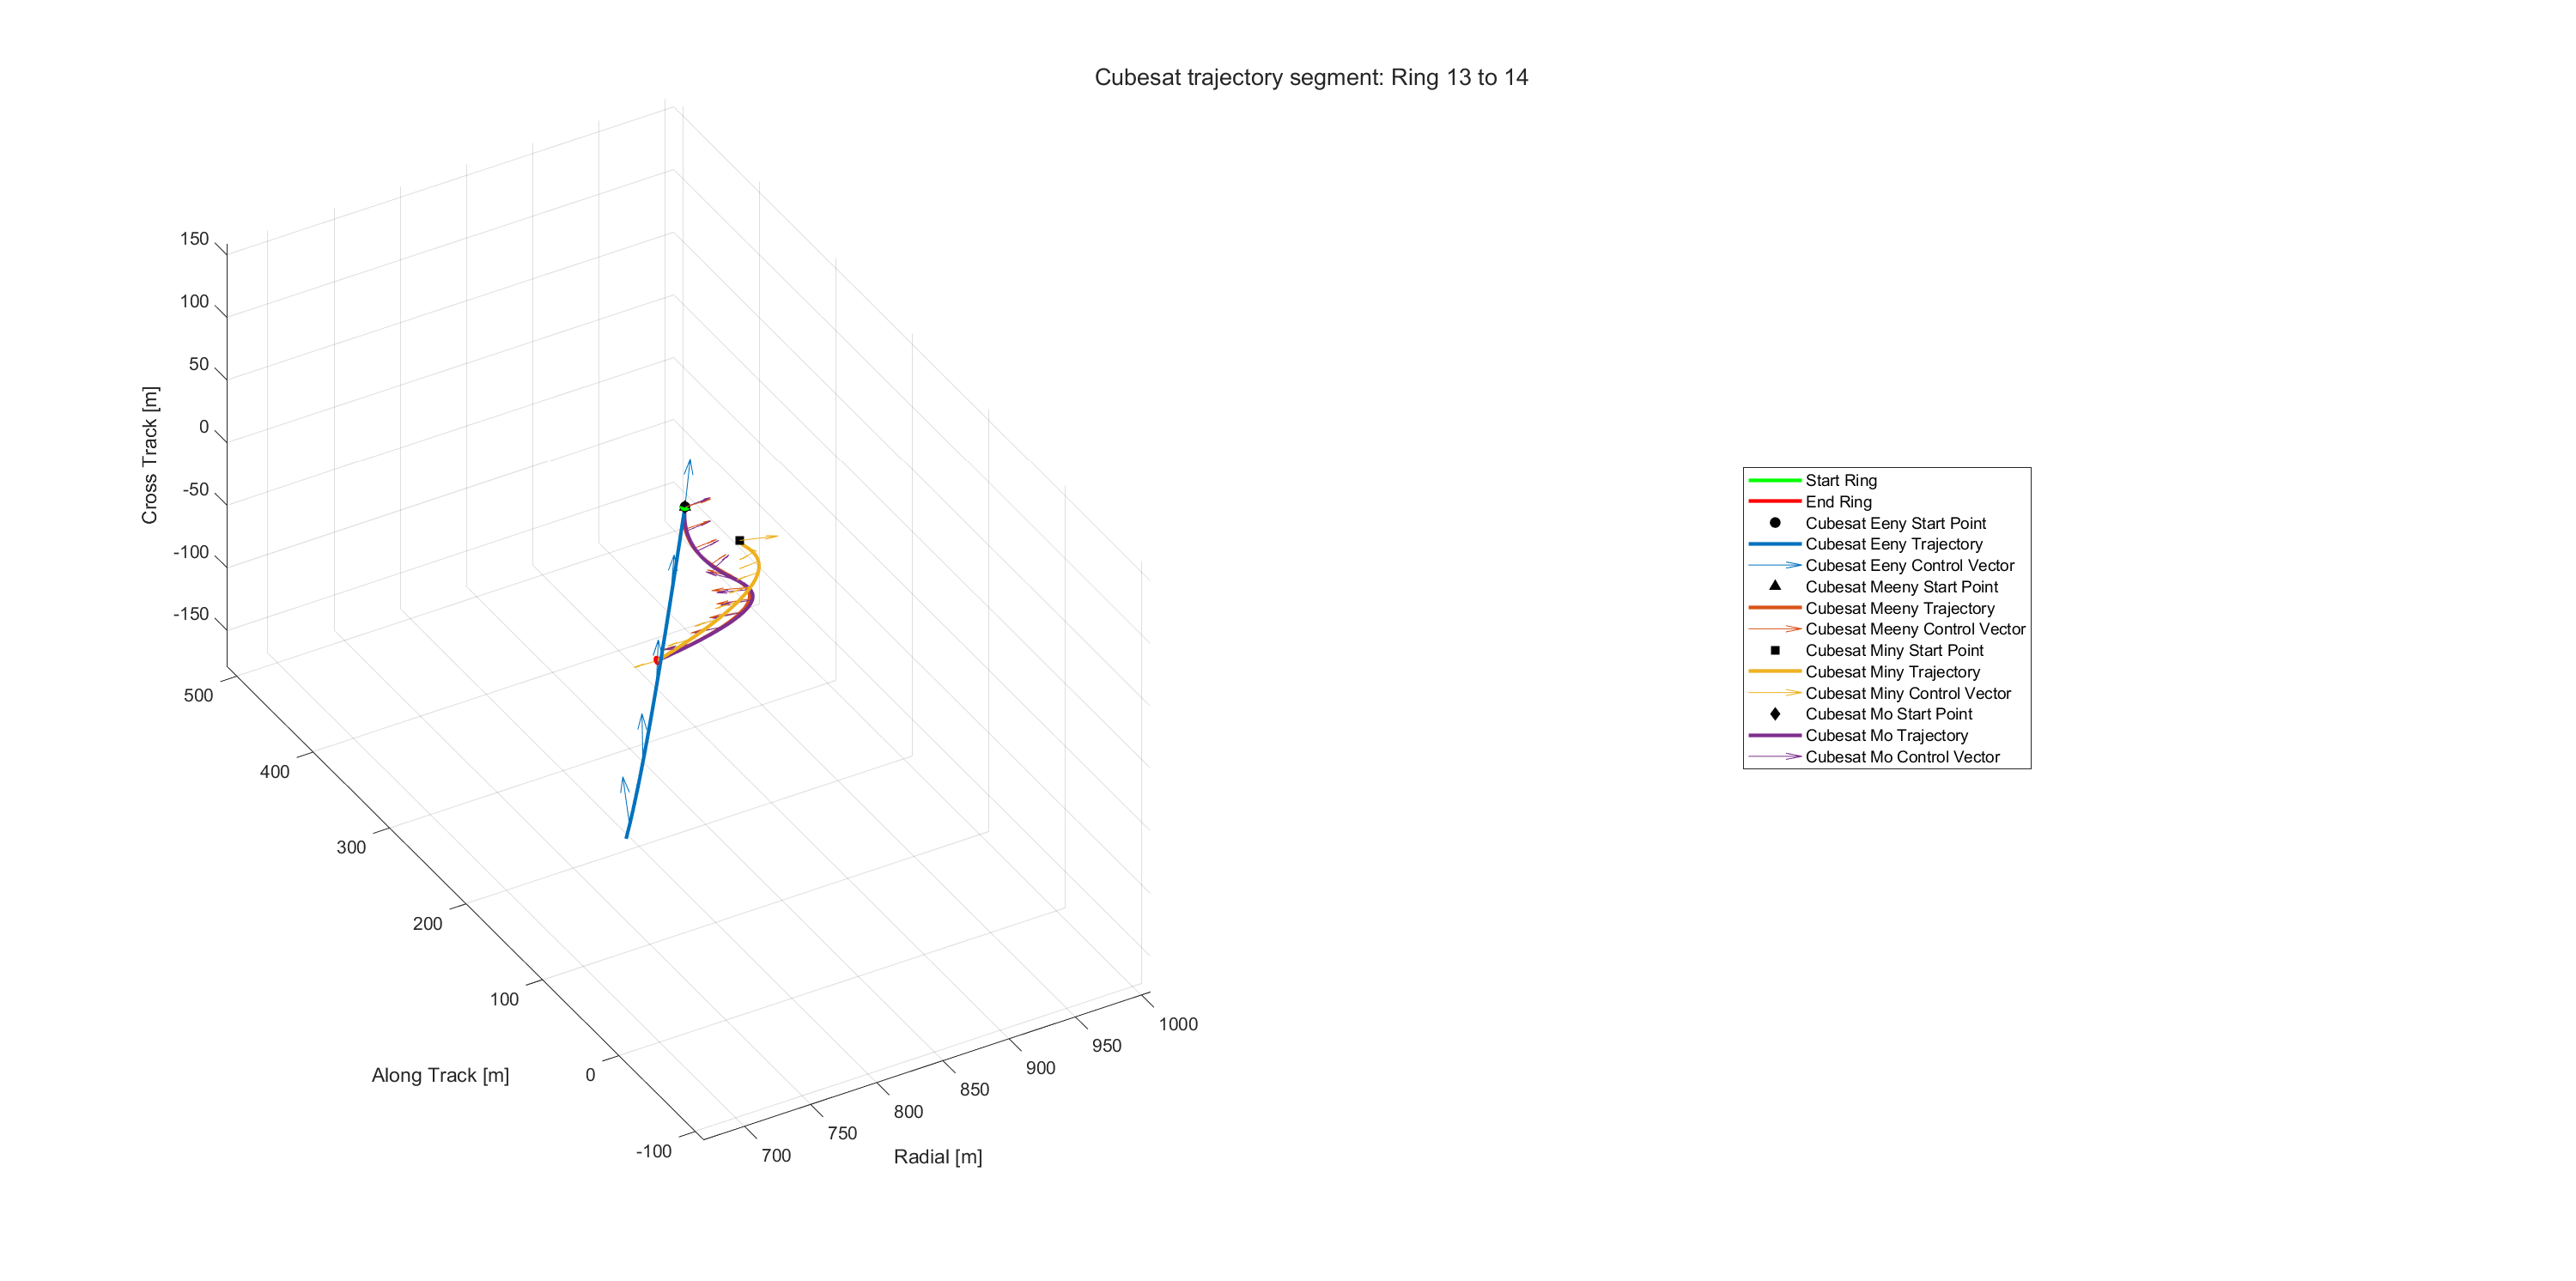 Cubesat trajectory segment: Ring 13 to 14
150
100
50
0
-50
-100
-150
Cross Track [m]
500
400
300
200
100
0
-100
Along Track [m]
700
750
800
850
900
950
1000
Radial [m]
Start Ring
End Ring
Cubesat Eeny Start Point
Cubesat Eeny Trajectory
Cubesat Eeny Control Vector
Cubesat Meeny Start Point
Cubesat Meeny Trajectory
Cubesat Meeny Control Vector
Cubesat Miny Start Point
Cubesat Miny Trajectory
Cubesat Miny Control Vector
Cubesat Mo Start Point
Cubesat Mo Trajectory
Cubesat Mo Control Vector